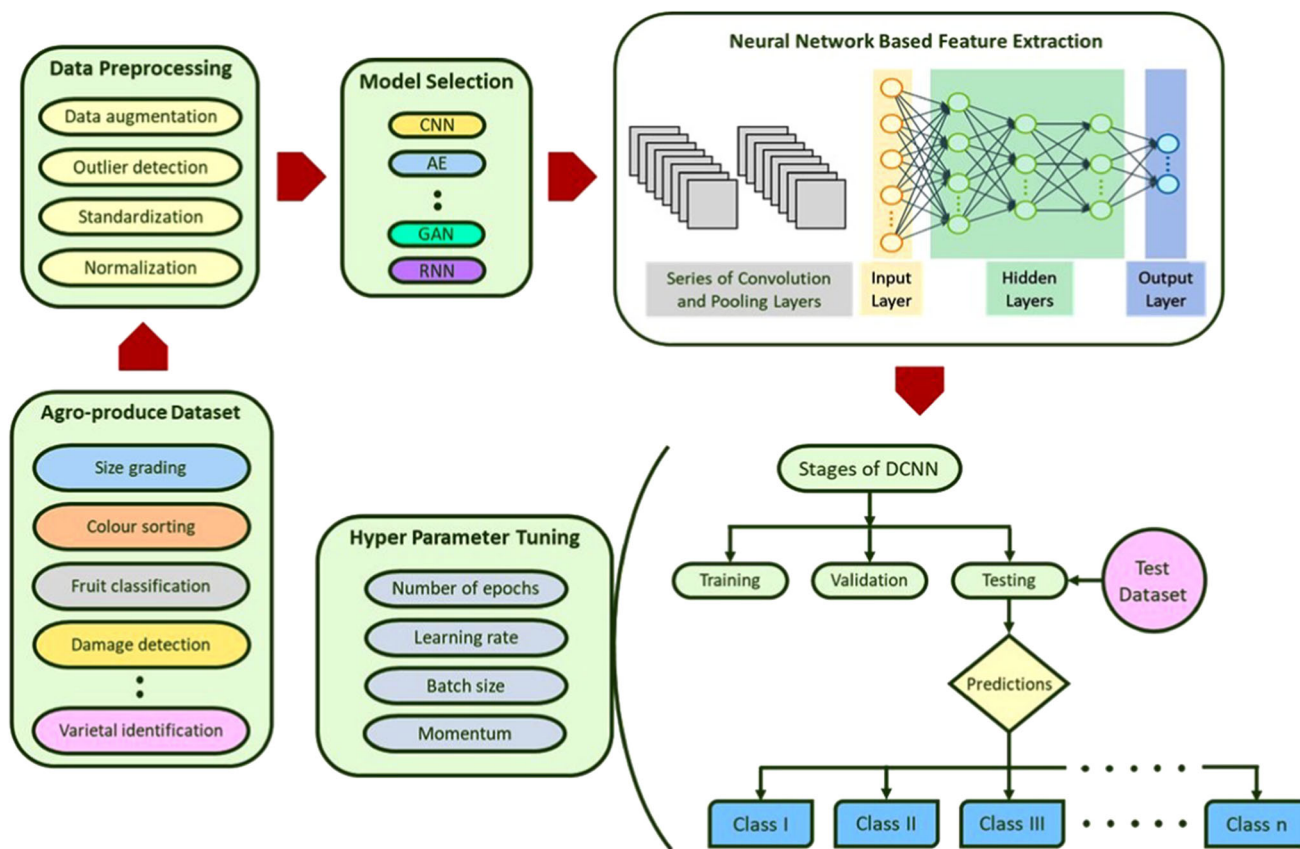 Data Preprocessing
Data augmentation
Outlier detection
Standardization
Normalization
Model Selection
CNN
AE
GAN
RNN
Neural Network Based Feature Extraction
Series of Convolution
and Pooling Layers
Input
Layer
Hidden
Layers
Output
Layer
Agro-produce Dataset
Size grading
Colour sorting
Fruit classification
Damage detection
Varietal identification
Hyper Parameter Tuning
Number of epochs
Learning rate
Batch size
Momentum
Stages of DCNN
Training
Validation
Testing
Test
Dataset
Predictions
Class I
Class II
Class III
Class n